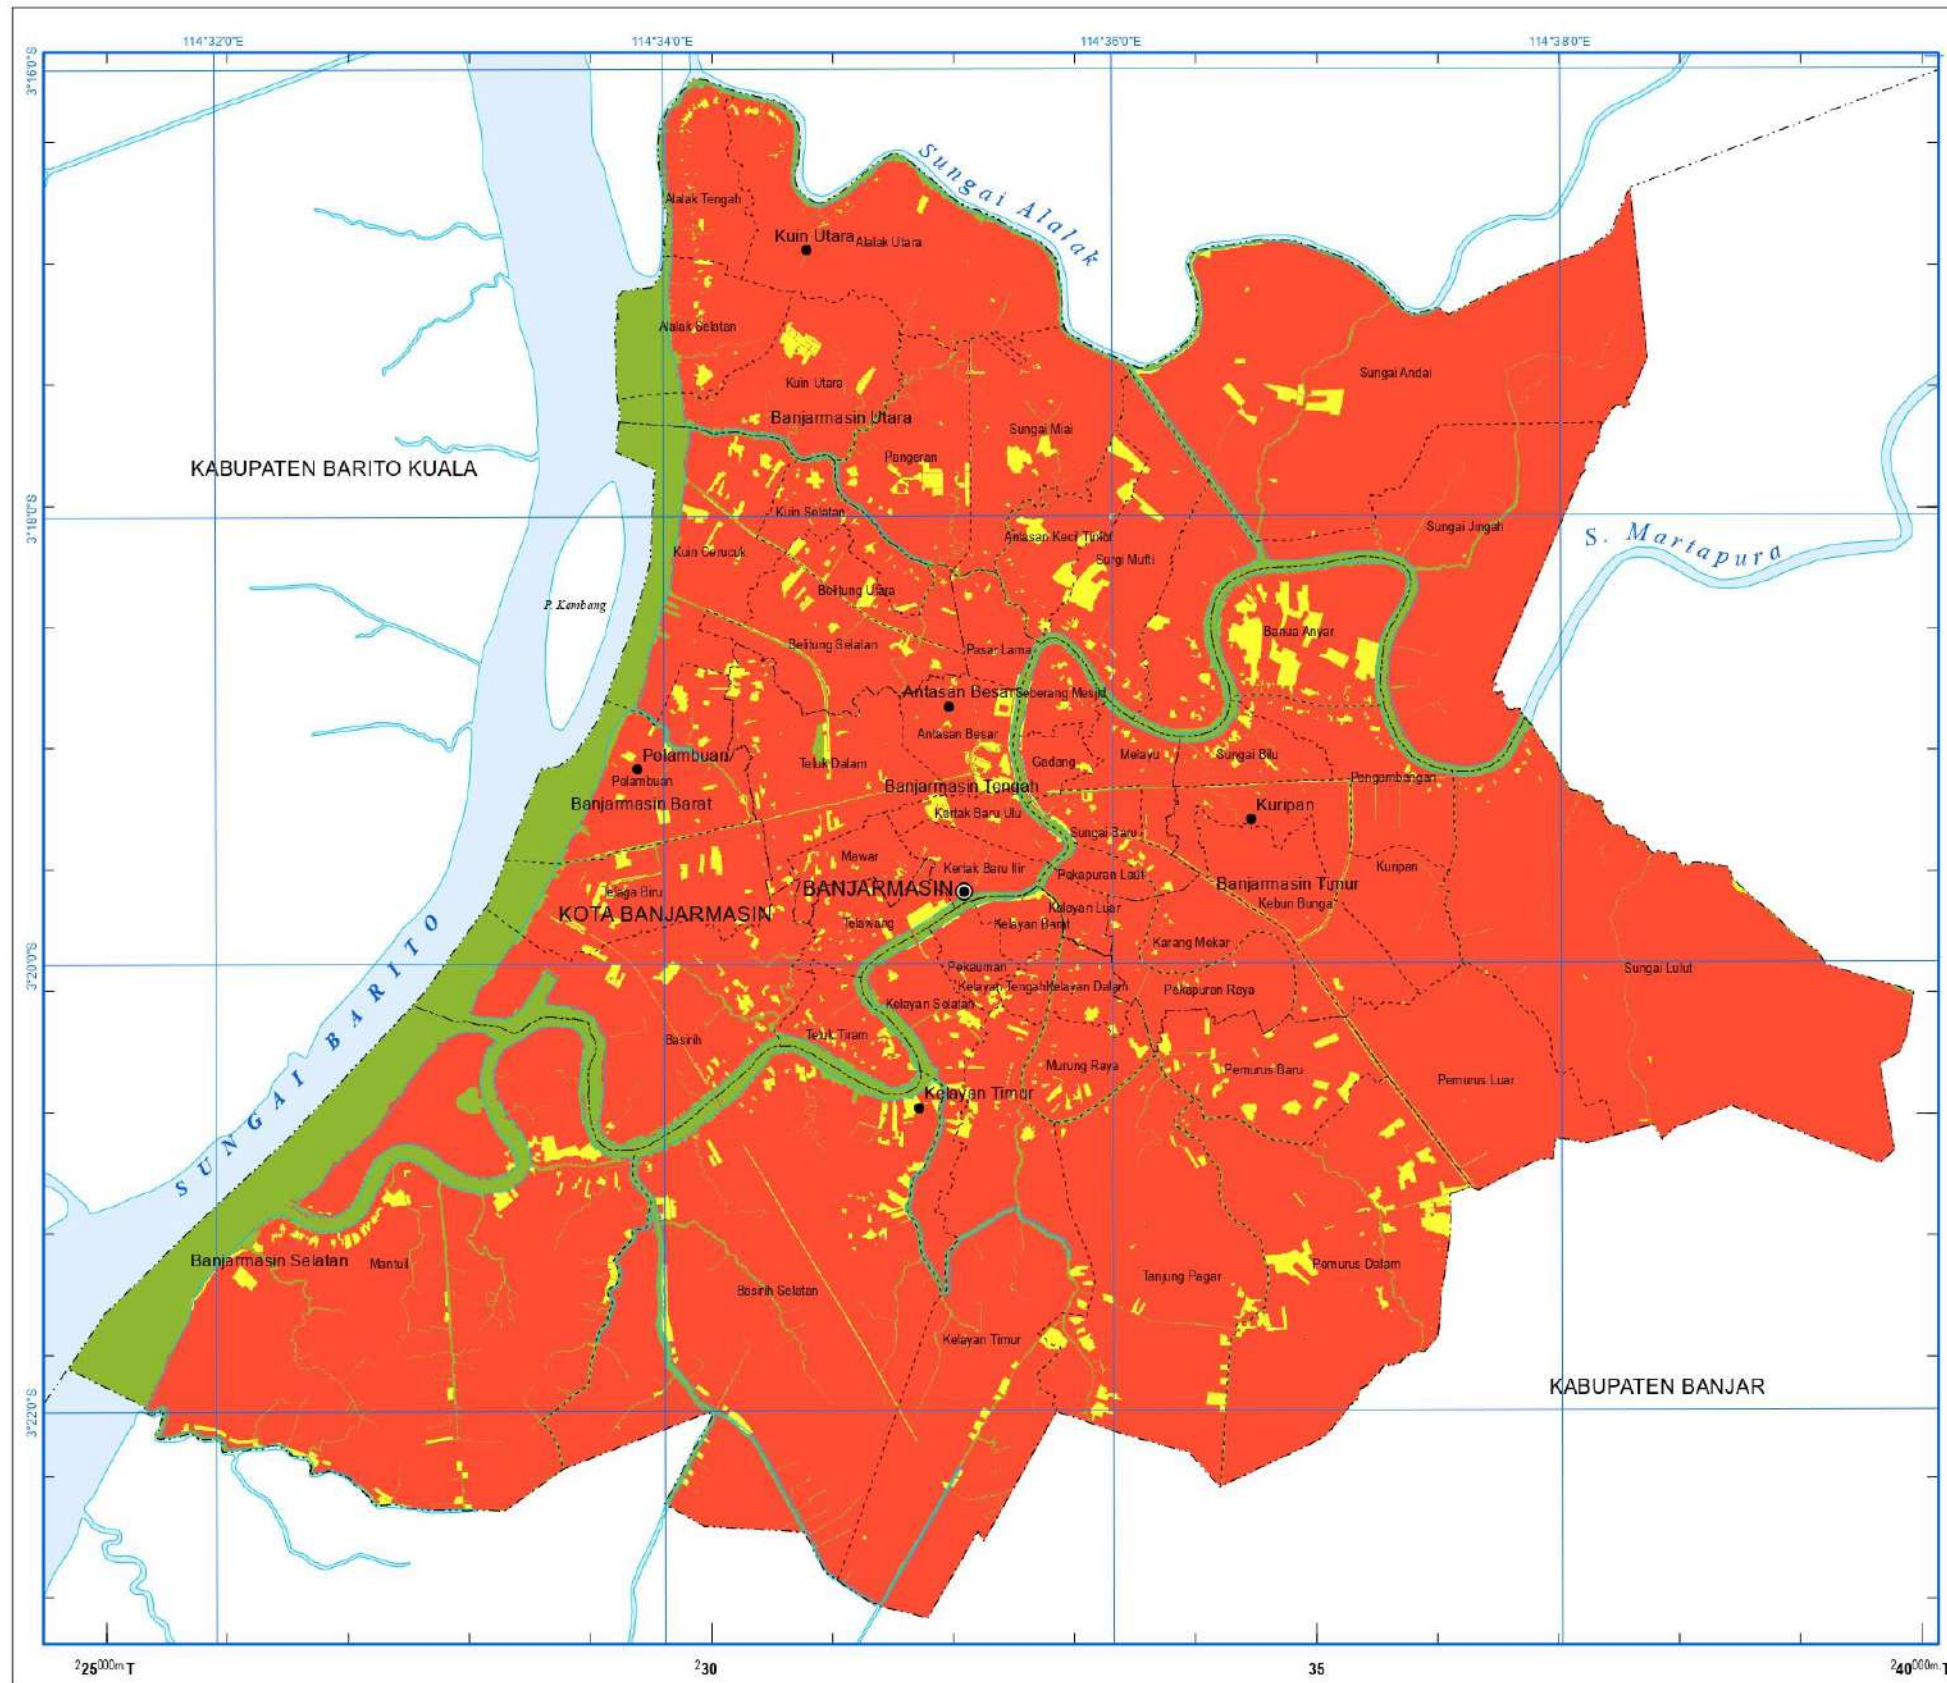 114°32'0"E
114°34'0"E
114°36'0"E
114°38'0"E
3°16'0"S
Sungai Alalak
Alalak Tengah
Kuin Utara
Alalak Utara
Alalak Selatan
Kuin Utara
Sungai Andai
Banjarmasin Utara
Sungai Miai
Pangeran
KABUPATEN BARITO KUALA
3°18'0"S
Kuin Selatan
Sungai Jingah
S. Martapura
Antasan Kecil Timur
Kuin Cerucuk
Surgi Mufti
Belitung Utara
P. Kambang
Banua Anyar
Belitung Selatan
Pasar Lama
Antasan Besar
Seberang Mesjid
Antasan Besar
Polambuan
Teluk Dalam
Gadang
Melayu
Sungai Bilu
Polambuan
Pengambangan
Banjarmasin Tengah
Banjarmasin Barat
Kertak Baru Ulu
Kuripan
Sungai Baru
Mawar
Kertak Baru Ilir
Pekapuran Laut
Kuripan
BANJARMASIN
Telaga Biru
Banjarmasin Timur
KOTA BANJARMASIN
Kelayan Luar
Kebun Bunga
Telawang
Kelayan Barat
Karang Mekar
3°20'0"S
Pekauman
Sungai Lulut
Kelayan Tengah
Kelayan Dalam
Pekapuran Raya
Kelayan Selatan
SUNGAI BARITO
Basirih
Teluk Tiram
Murung Raya
Pemurus Baru
Pemurus Luar
Kelayan Timur
Banjarmasin Selatan
Mantuil
Pemurus Dalam
Tanjung Pagar
Basirih Selatan
Kelayan Timur
KABUPATEN BANJAR
3°22'0"S
225000m.T
230
35
240000m.T